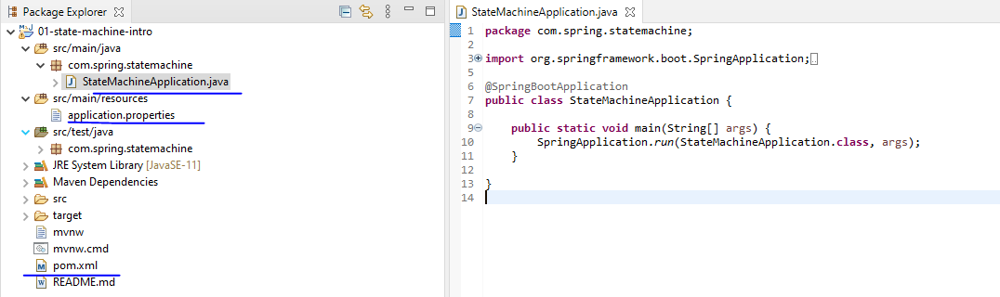 Package Explorer
01-state-machine-intro
src/main/java
com.spring.statemachine
StateMachineApplication.java
src/main/resources
application.properties
src/test/java
com.spring.statemachine
JRE System Library [JavaSE-11]
Maven Dependencies
src
target
mvnw
mvnw.cmd
pom.xml
README.md
StateMachineApplication.java
1 package com.spring.statemachine;
2
3 import org.springframework.boot.SpringApplication;
5
6 @SpringBootApplication
7 public class StateMachineApplication {
8
9 public static void main(String[] args) {
10 SpringApplication.run(StateMachineApplication.class, args);
11 }
12
13 }
14